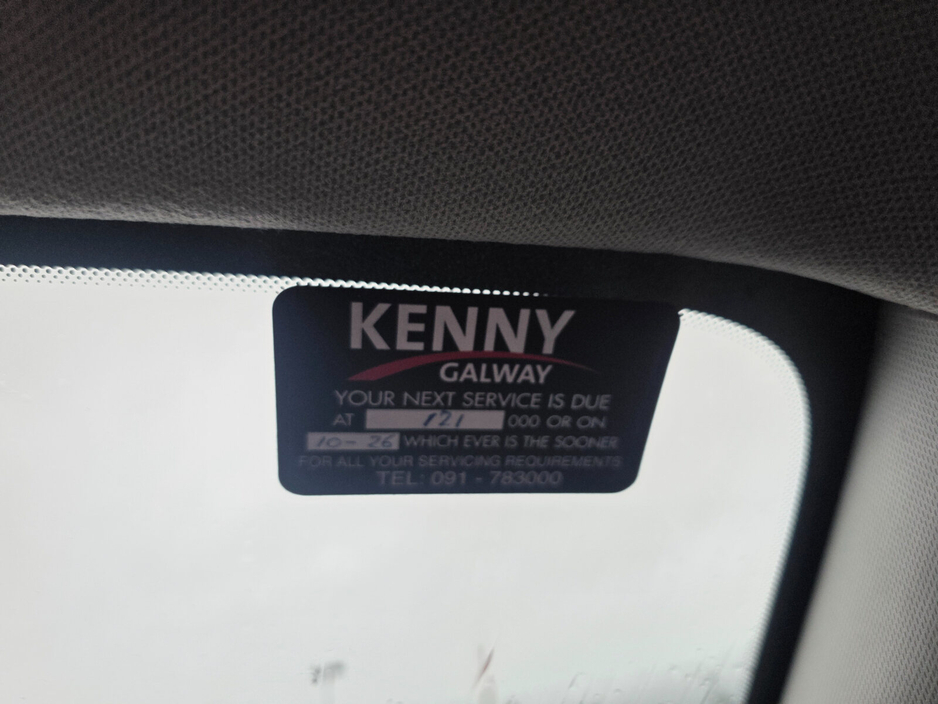 KENNY
GALWAY
YOUR NEXT SERVICE IS DUE
AT 121 000 OR ON
10-26 WHICH EVER IS THE SOONER
FOR ALL YOUR SERVICING REQUIREMENTS
TEL: 091 - 783000